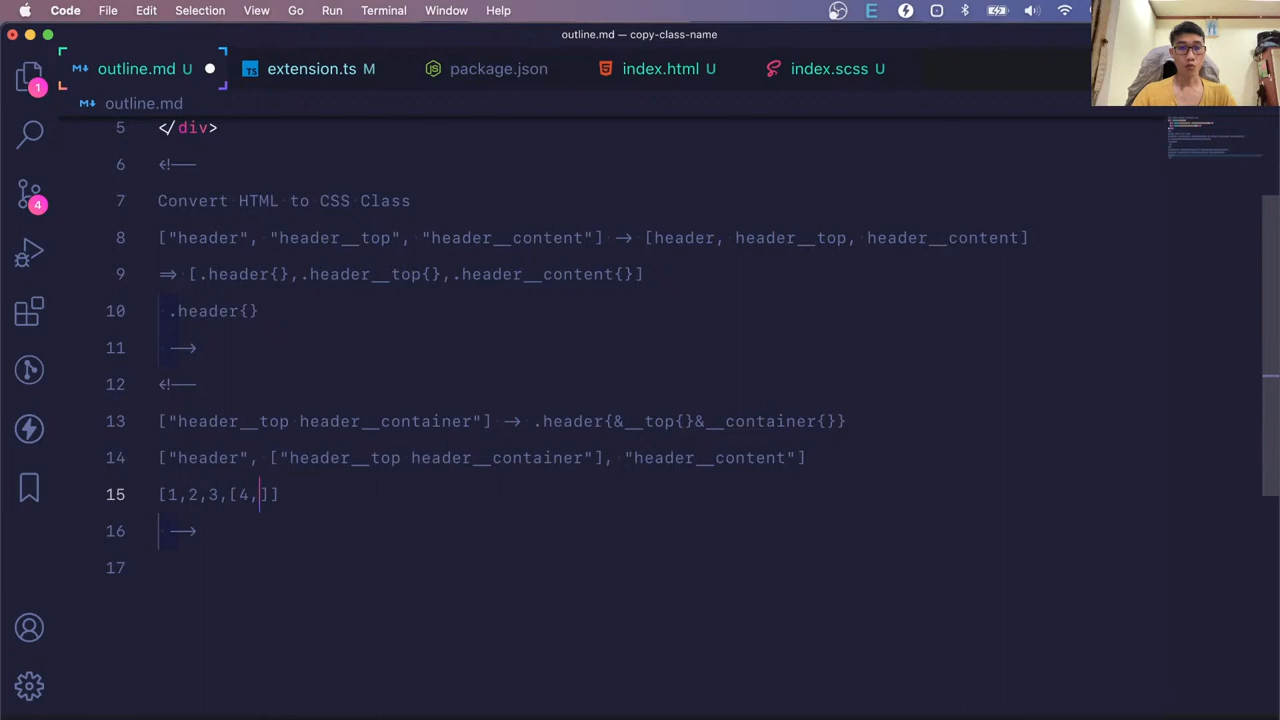 Code File Edit Selection View Go Run Terminal Window Help
outline.md — copy-class-name
outline.md U extension.ts M package.json index.html U index.scss U
outline.md
5 </div>
6 <!--
7 Convert HTML to CSS Class
8 ["header", "header__top", "header__content"] -> [header, header__top, header__content]
9 => [.header{},.header__top{},.header__content{}]
10 .header{}
11 -->
12 <!--
13 ["header__top header__container"] -> .header{&__top{}&__container{}}
14 ["header", ["header__top header__container"], "header__content"]
15 [1,2,3,[4,]]
16 -->
17
1
4